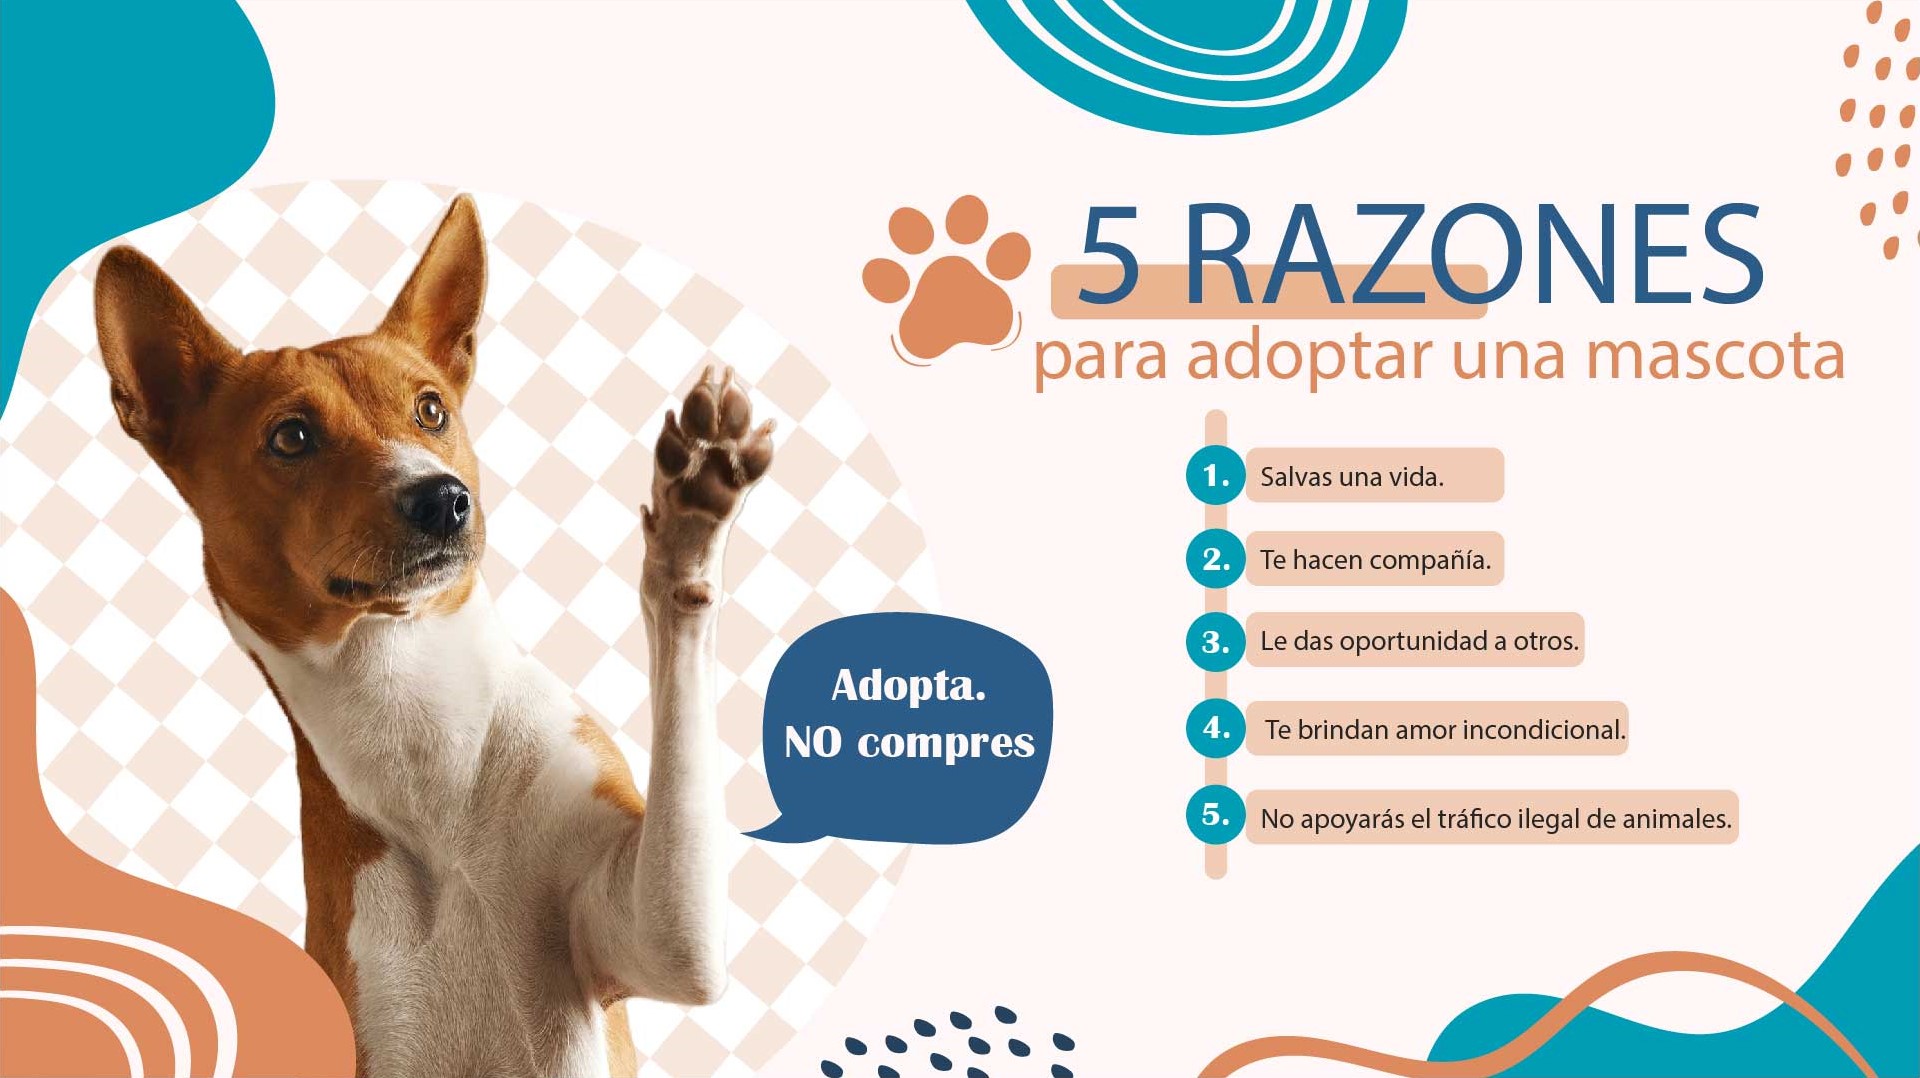 5 RAZONES
para adoptar una mascota
1. Salvas una vida.
2. Te hacen compañía.
3. Le das oportunidad a otros.
4. Te brindan amor incondicional.
5. No apoyarás el tráfico ilegal de animales.
Adopta.
NO compres